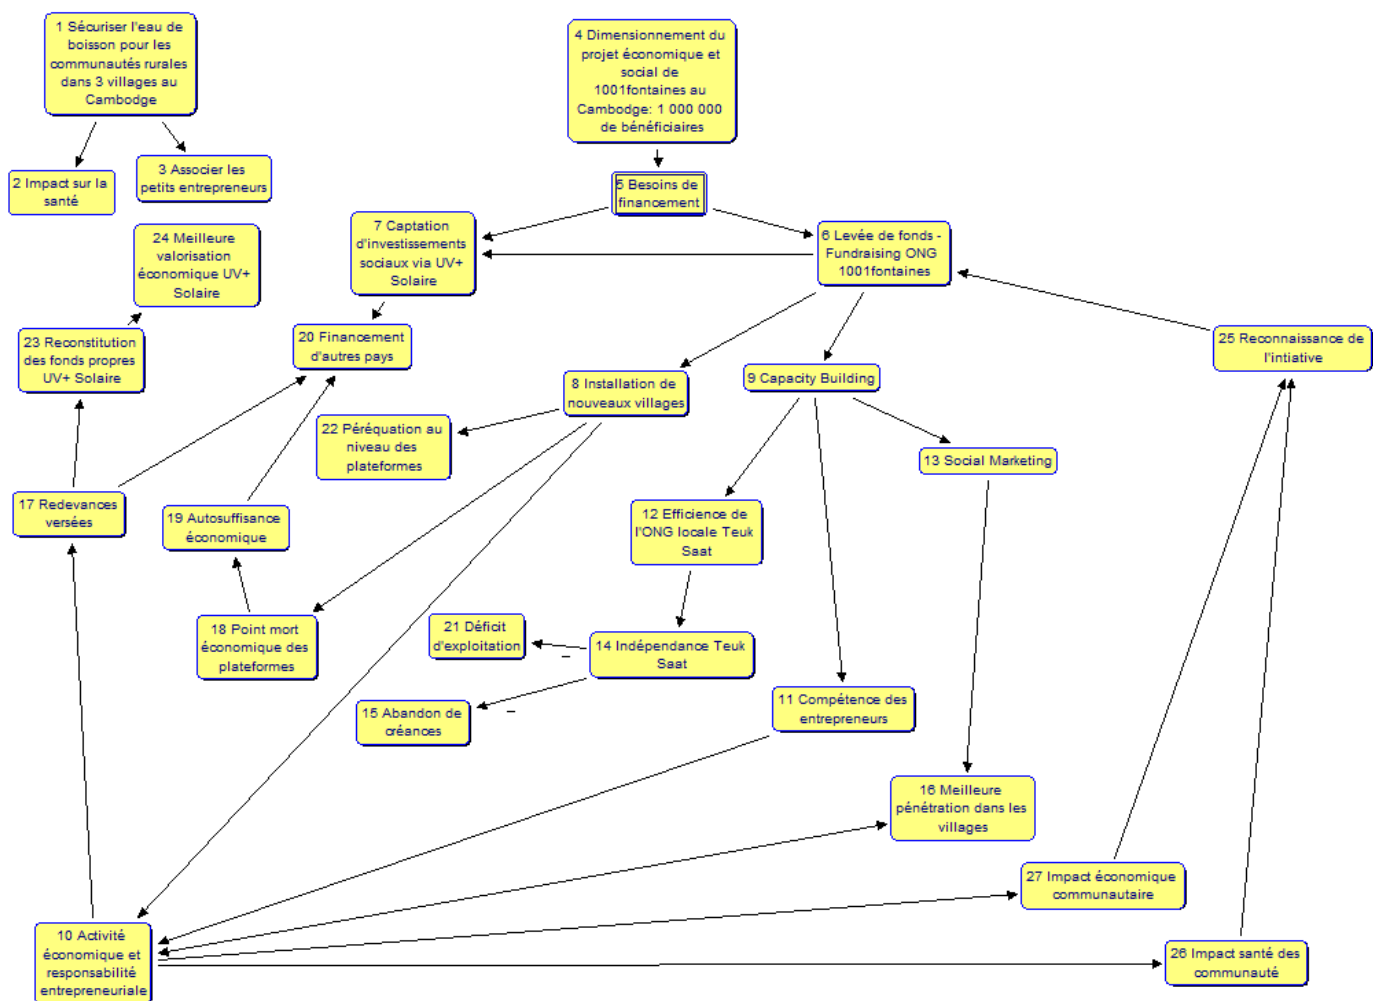 1 Sécuriser l'eau de
boisson pour les
communautés rurales
dans 3 villages au
Cambodge
4 Dimensionnement du
projet économique et
social de
1001fontaines au
Cambodge: 1 000 000
de bénéficiaires
2 Impact sur la
santé
3 Associer les
petits entrepreneurs
5 Besoins de
financement
24 Meilleure
valorisation
économique UV+
Solaire
7 Captation
d'investissements
sociaux via UV+
Solaire
6 Levée de fonds -
Fundraising ONG
1001fontaines
23 Reconstitution
des fonds propres
UV+ Solaire
20 Financement
d'autres pays
25 Reconnaissance de
l'intiative
8 Installation de
nouveaux villages
9 Capacity Building
22 Péréquation au
niveau des
plateformes
13 Social Marketing
17 Redevances
versées
19 Autosuffisance
économique
12 Efficience de
l'ONG locale Teuk
Saat
18 Point mort
économique des
plateformes
21 Déficit
d'exploitation
–
14 Indépendance Teuk
Saat
15 Abandon de
créances
–
11 Compétence des
entrepreneurs
16 Meilleure
pénétration dans les
villages
27 Impact économique
communautaire
10 Activité
économique et
responsabilité
entrepreneuriale
26 Impact santé des
communauté